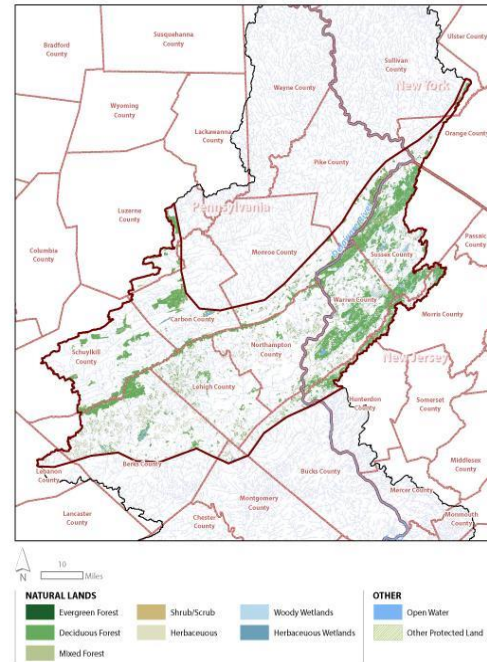 Susquehanna
County
Bradford
County
Ulster County
Sullivan
County
Wayne County
New York
Wyoming
County
Lackawanna
County
Orange County
Pike County
Luzerne
County
Pennsylvania
Passaic
County
Columbia
County
Monroe County
Sussex County
Warren County
Carbon County
Morris County
Schuylkill
County
Northampton
County
New Jersey
Lehigh County
Hunterdon
County
Somerset
County
Lebanon
County
Berks County
Bucks County
Middlesex
County
Mercer County
Montgomery
County
Lancaster
County
Chester
County
Monmouth
County
N
10
Miles
NATURAL LANDS
Evergreen Forest
Deciduous Forest
Mixed Forest
Shrub/Scrub
Herbaceous
Woody Wetlands
Herbaceous Wetlands
OTHER
Open Water
Other Protected Land